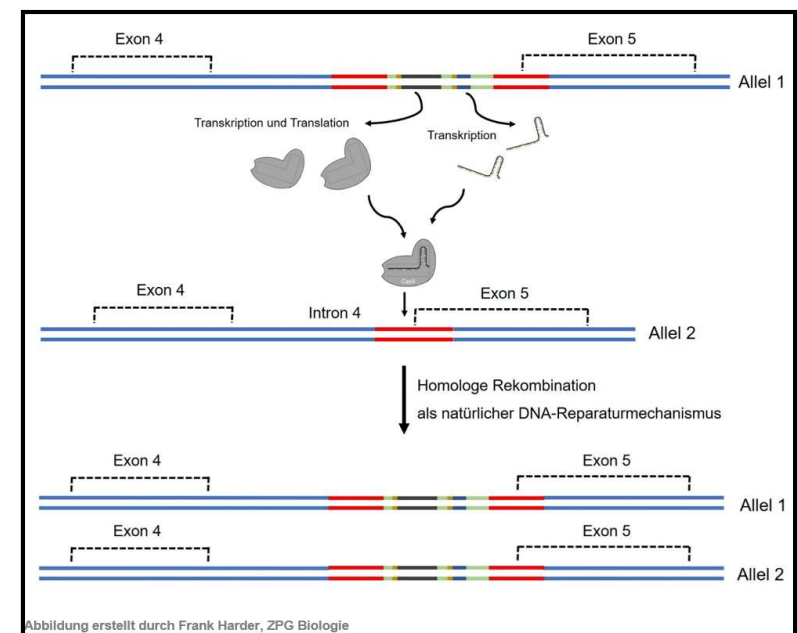 Exon 4
Exon 5
Allel 1
Transkription und Translation
Transkription
Cas9
Exon 4
Intron 4
Exon 5
Allel 2
Homologe Rekombination
als natürlicher DNA-Reparaturmechanismus
Exon 4
Exon 5
Allel 1
Exon 4
Exon 5
Allel 2
Abbildung erstellt durch Frank Harder, ZPG Biologie